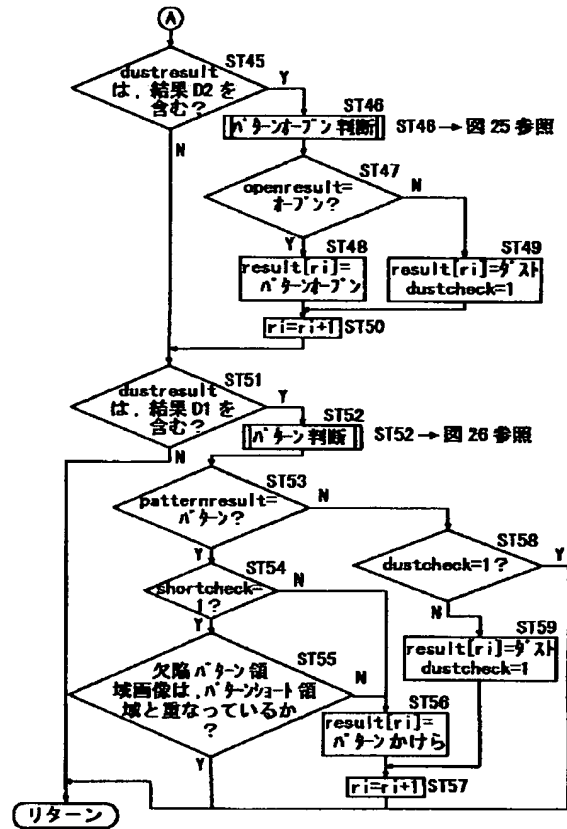 A
ST45
dustresult
は,結果 D2 を
含む?
Y
N
ST46
パターンオープン 判断
ST46 → 図 25 参照
ST47
openresult=
オープン?
N
Y
ST48
result[ri]=
パターンオープン
ST49
result[ri]=ダスト
dustcheck=1
ri=ri+1
ST50
ST51
dustresult
は,結果 D1 を
含む?
Y
N
ST52
パターン 判断
ST52 → 図 26 参照
ST53
patternresult=
パターン?
N
Y
ST54
shortcheck=
1?
N
Y
ST58
dustcheck=1?
Y
N
ST59
result[ri]=ダスト
dustcheck=1
ST55
欠陥 パターン 領
域画像は,パターンショート 領
域と重なっているか
?
N
Y
ST56
result[ri]=
パターン かけら
ri=ri+1
ST57
リターン